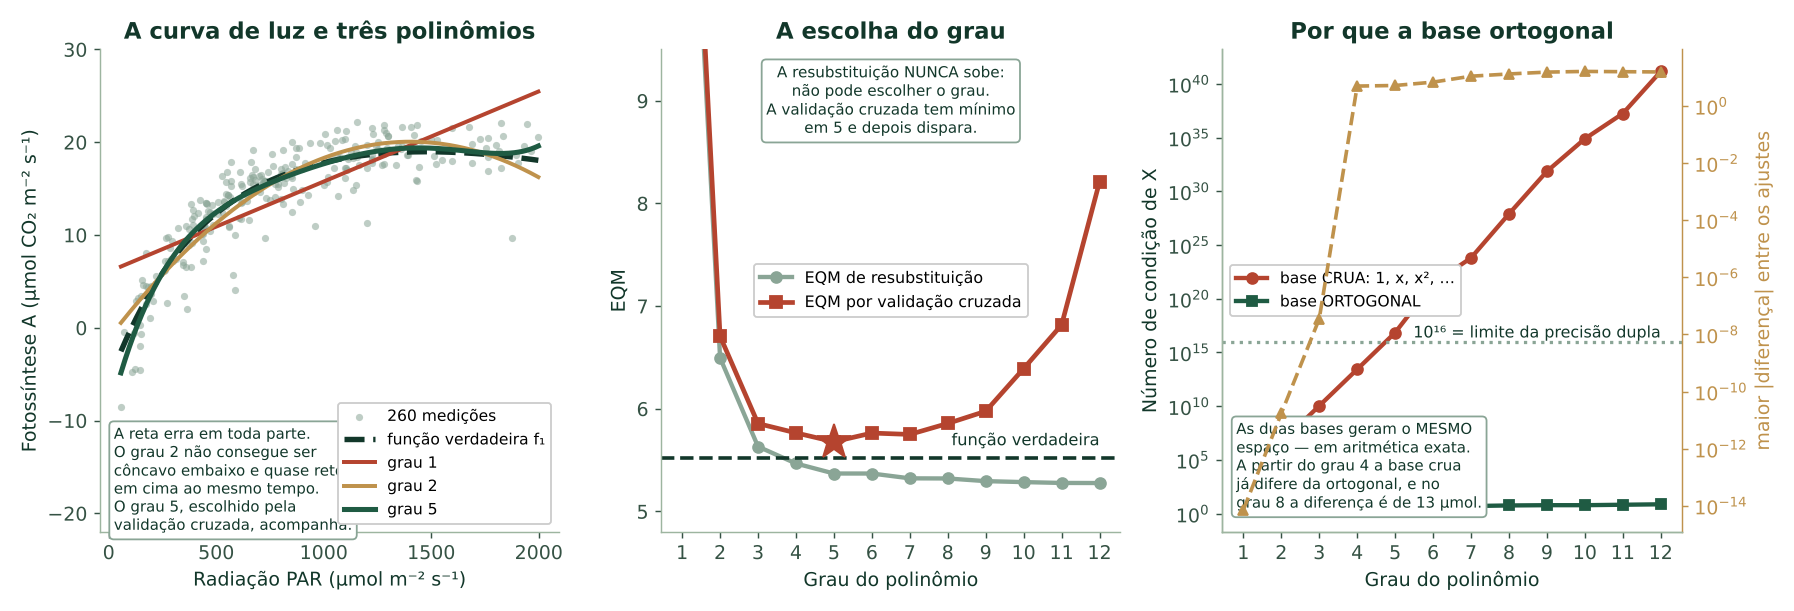 A curva de luz e três polinômios
Fotossíntese A (µmol CO₂ m⁻² s⁻¹)
30
20
10
0
−10
−20
A reta erra em toda parte.
O grau 2 não consegue ser
côncavo embaixo e quase reto
em cima ao mesmo tempo.
O grau 5, escolhido pela
validação cruzada, acompanha.
260 medições
função verdadeira f₁
grau 1
grau 2
grau 5
0 500 1000 1500 2000
Radiação PAR (µmol m⁻² s⁻¹)
A escolha do grau
EQM
9
8
7
6
5
A resubstituição NUNCA sobe:
não pode escolher o grau.
A validação cruzada tem mínimo
em 5 e depois dispara.
EQM de resubstituição
EQM por validação cruzada
função verdadeira
1 2 3 4 5 6 7 8 9 10 11 12
Grau do polinômio
Por que a base ortogonal
Número de condição de X
10⁴⁰
10³⁵
10³⁰
10²⁵
10²⁰
10¹⁵
10¹⁰
10⁵
10⁰
base CRUA: 1, x, x², ...
base ORTOGONAL
10¹⁶ = limite da precisão dupla
As duas bases geram o MESMO
espaço — em aritmética exata.
A partir do grau 4 a base crua
já difere da ortogonal, e no
grau 8 a diferença é de 13 µmol.
10⁰
10⁻²
10⁻⁴
10⁻⁶
10⁻⁸
10⁻¹⁰
10⁻¹²
10⁻¹⁴
maior |diferença| entre os ajustes
1 2 3 4 5 6 7 8 9 10 11 12
Grau do polinômio